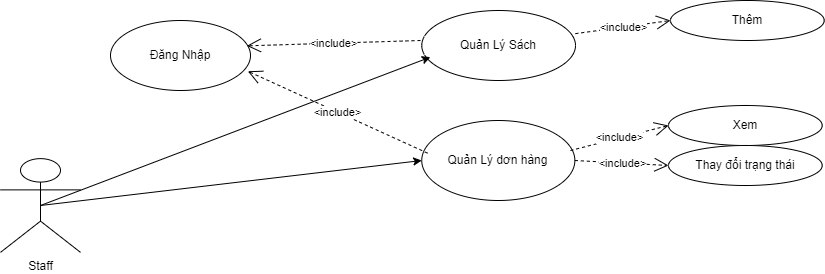 Thêm
Đăng Nhập
<include>
Quản Lý Sách
<include>
<include>
Xem
<include>
Quản Lý dơn hàng
<include>
Thay đổi trạng thái
Staff